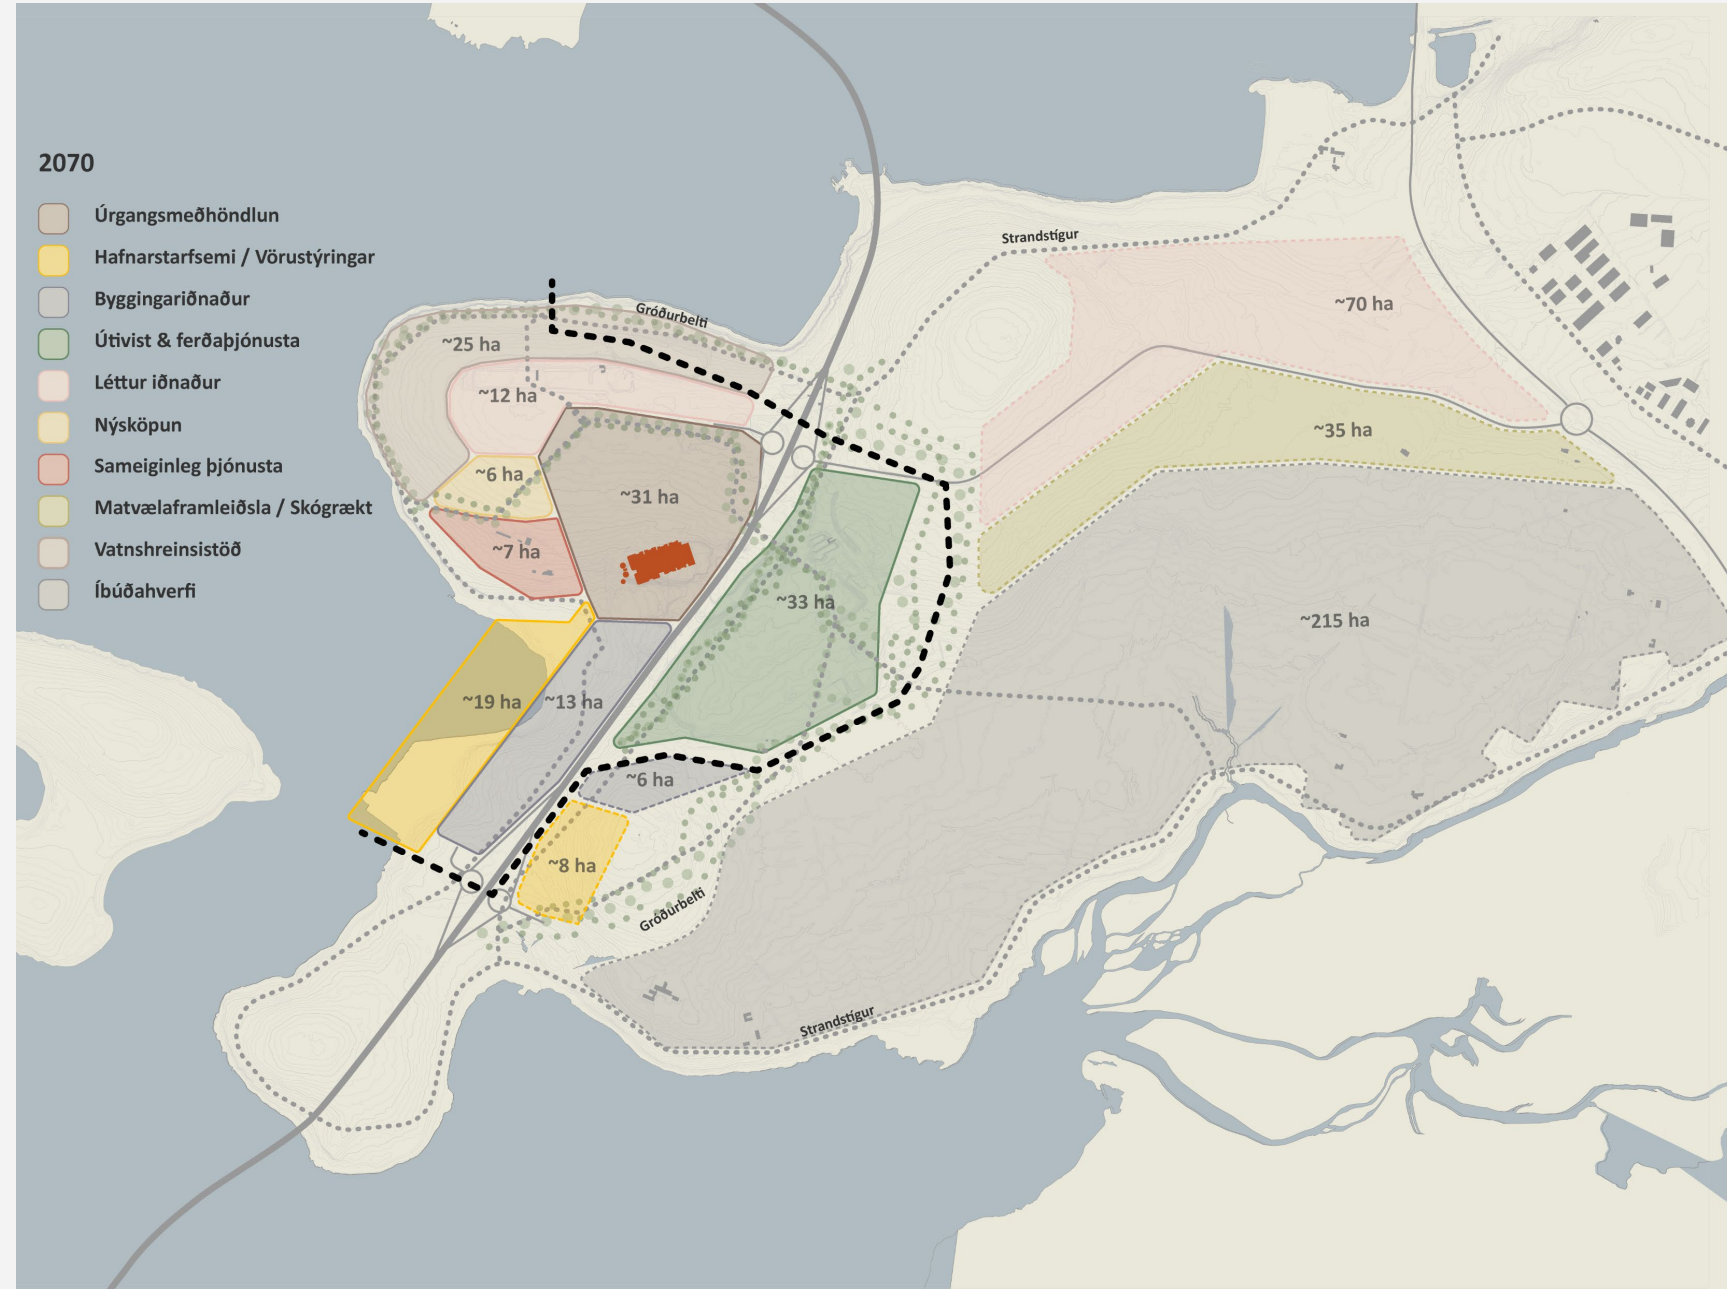 2070
Úrgangsmeðhöndlun
Hafnarstarfsemi / Vörustýringar
Byggingariðnaður
Útivist & ferðaþjónusta
Léttur iðnaður
Nýsköpun
Sameiginleg þjónusta
Matvælaframleiðsla / Skógrækt
Vatnshreinsistöð
Íbúðahverfi
Strandstígur
~70 ha
Gróðurbelti
~25 ha
~12 ha
~35 ha
~6 ha
~31 ha
~7 ha
~33 ha
~215 ha
~19 ha
~13 ha
~6 ha
~8 ha
Gróðurbelti
Strandstígur